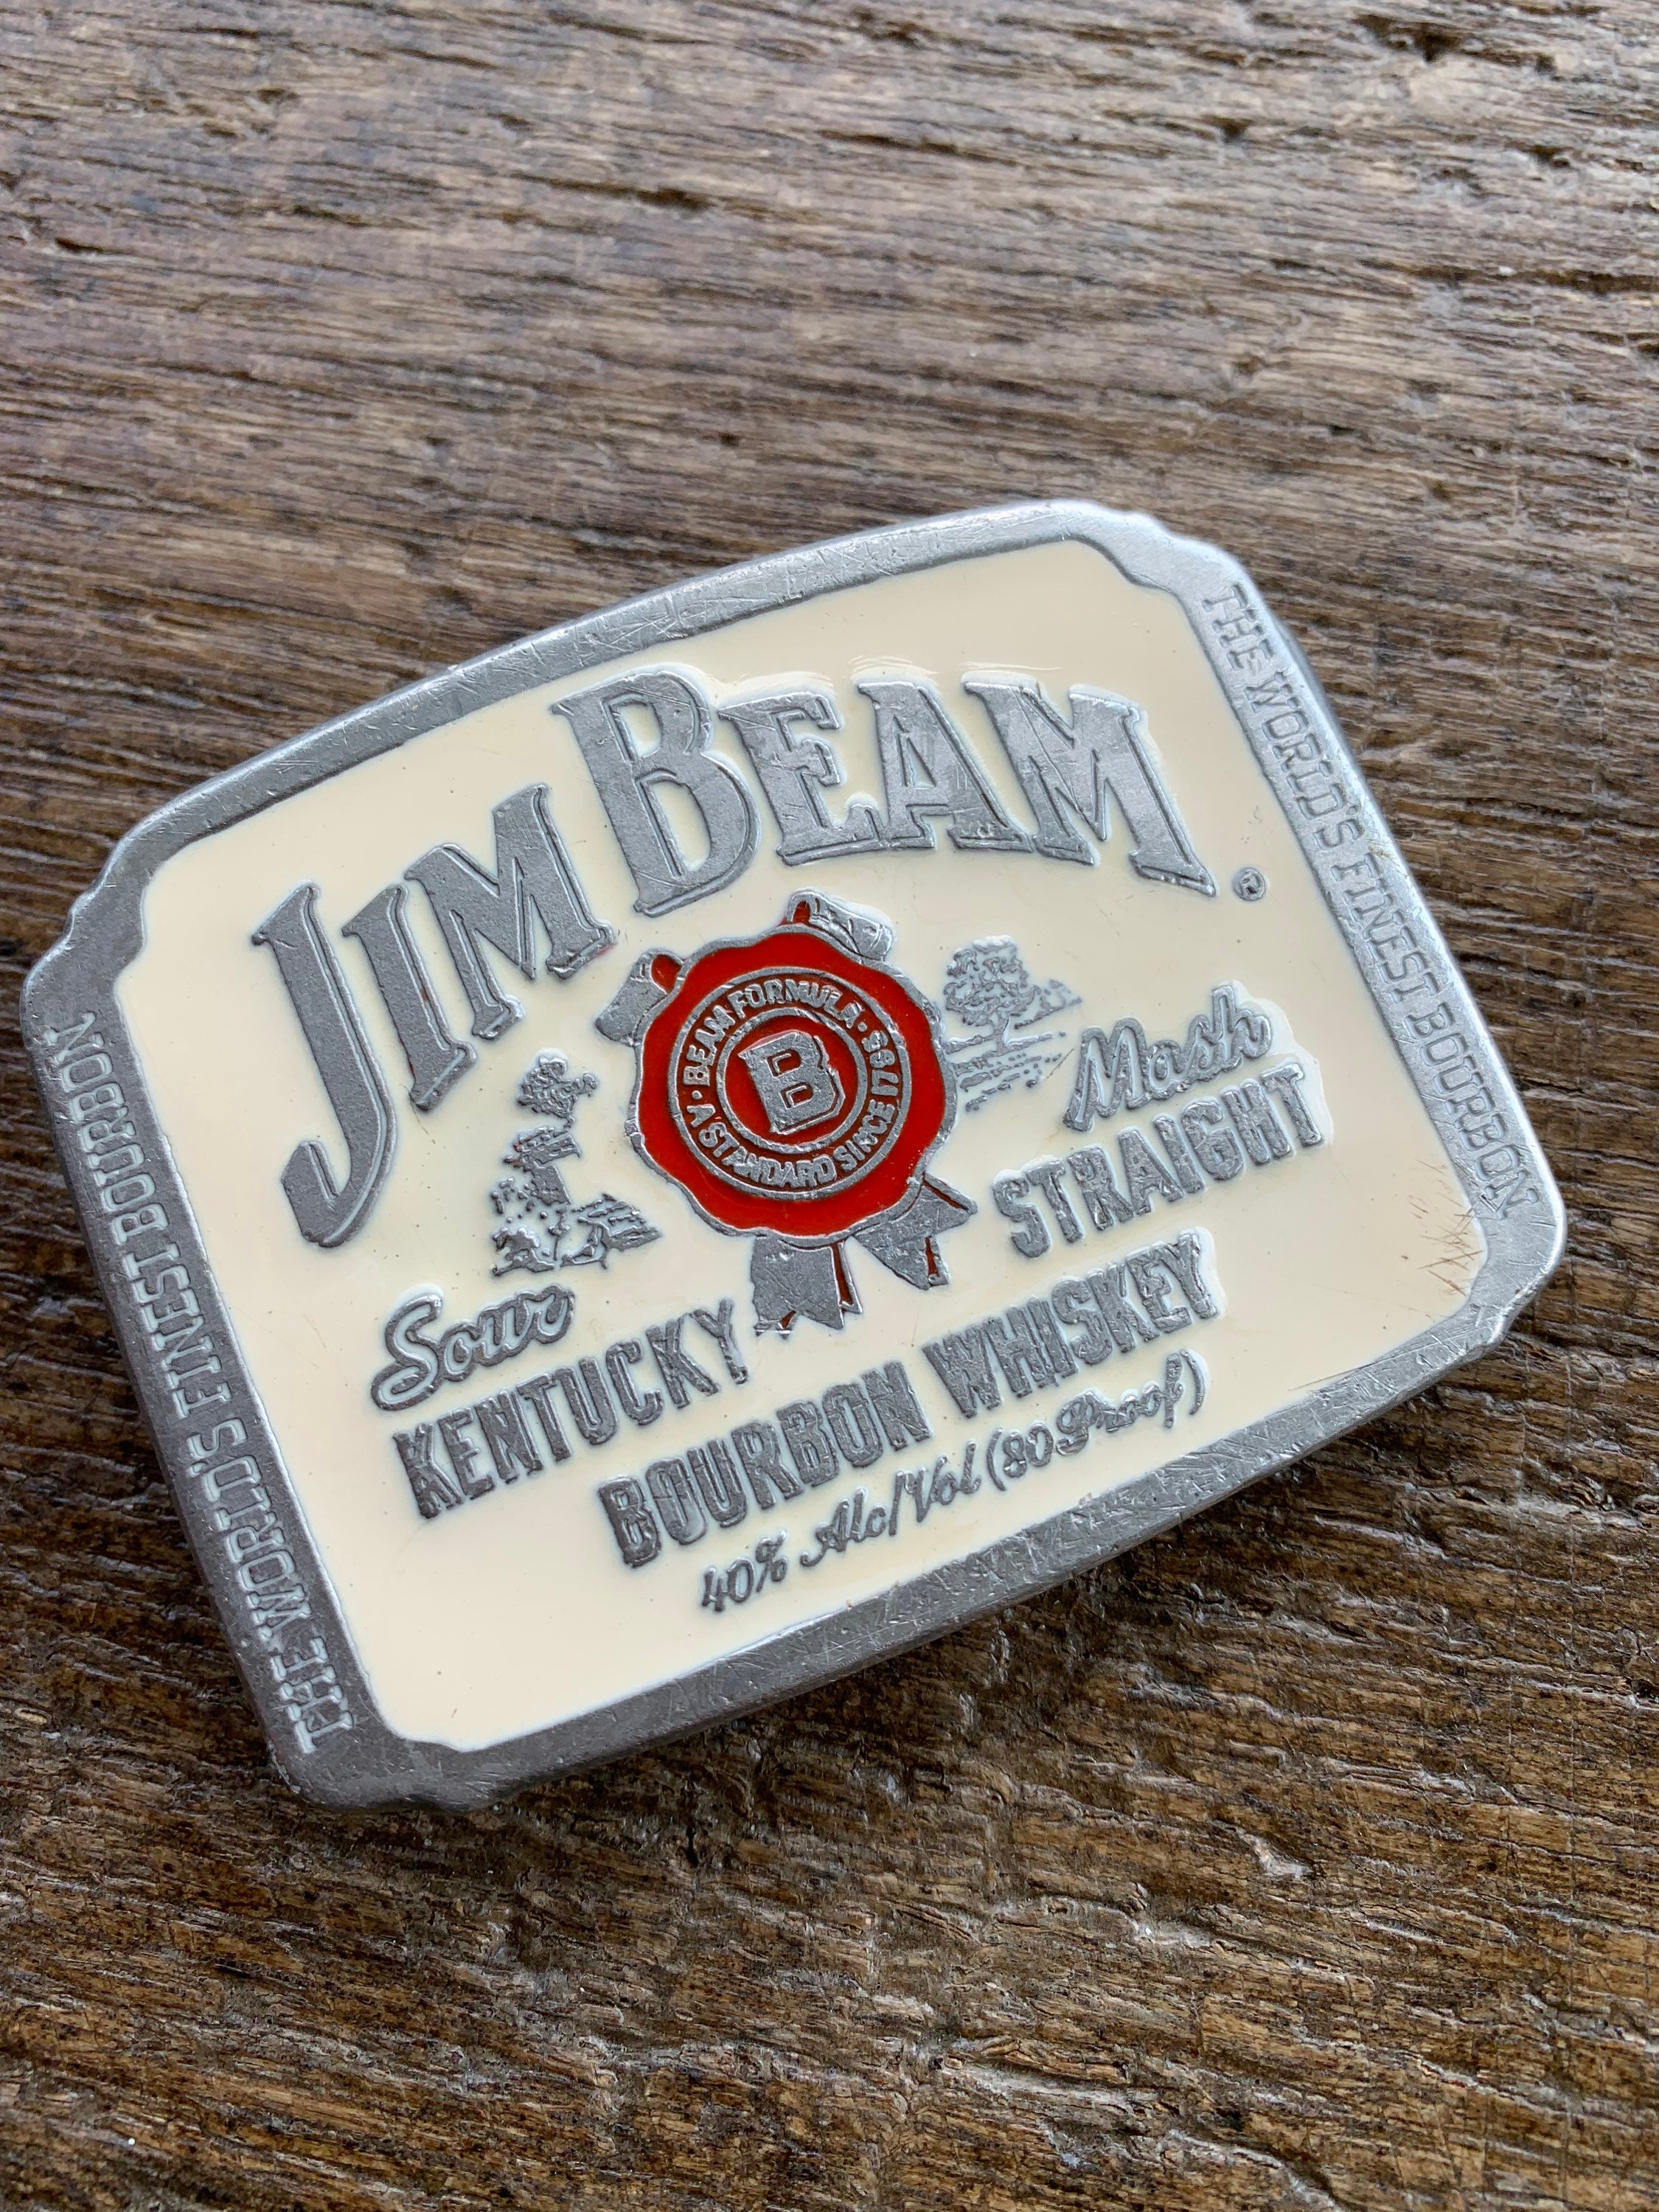 JIM BEAM®
BEAM FORMULA · A STANDARD SINCE 1795 ·
B
Sour Mash
KENTUCKY STRAIGHT
BOURBON WHISKEY
40% Alc/Vol (80 Proof)
THE WORLD'S FINEST BOURBON
THE WORLD'S FINEST BOURBON